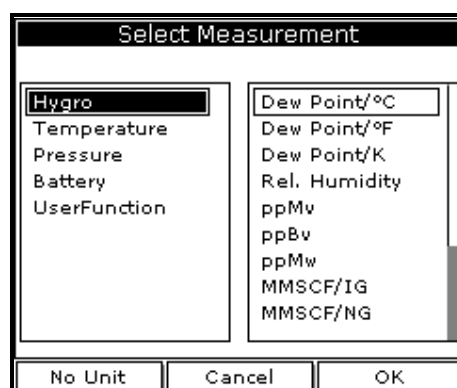 Select Measurement
Hygro
Temperature
Pressure
Battery
UserFunction
Dew Point/°C
Dew Point/°F
Dew Point/K
Rel. Humidity
ppMv
ppBv
ppMw
MMSCF/IG
MMSCF/NG
No Unit
Cancel
OK